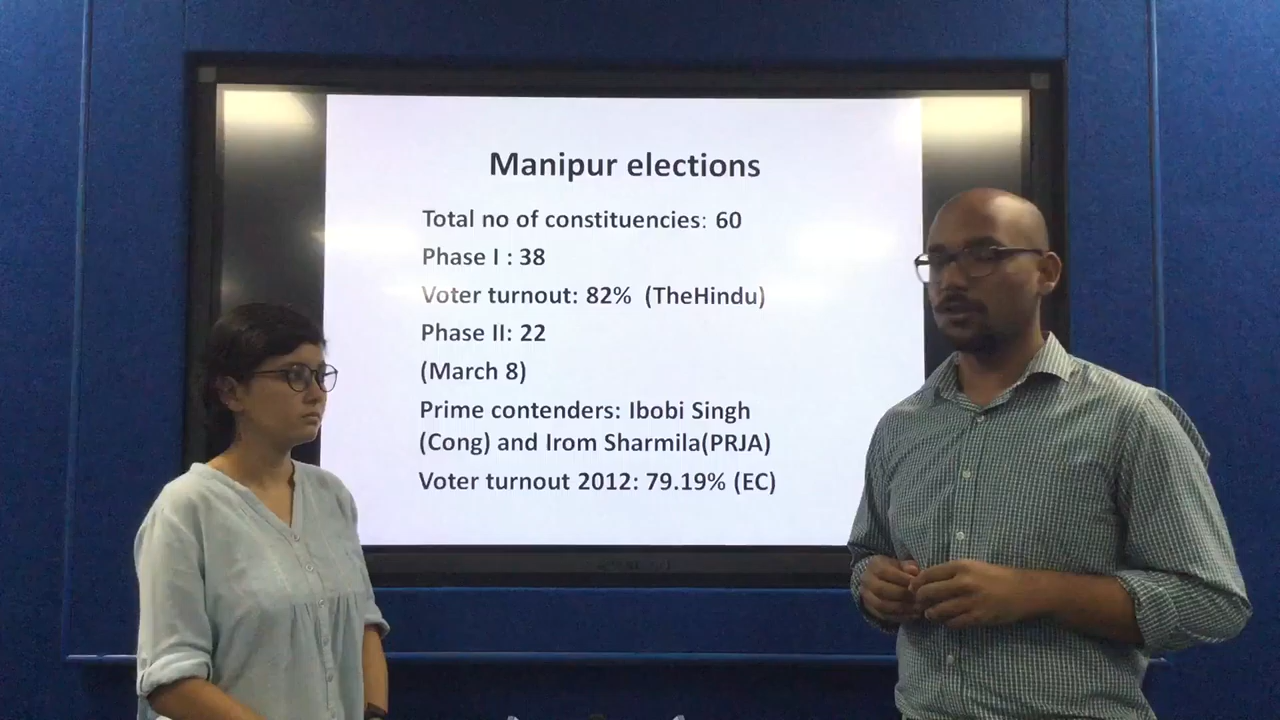 Manipur elections
Total no of constituencies: 60
Phase I : 38
Voter turnout: 82% (TheHindu)
Phase II: 22
(March 8)
Prime contenders: Ibobi Singh
(Cong) and Irom Sharmila(PRJA)
Voter turnout 2012: 79.19% (EC)